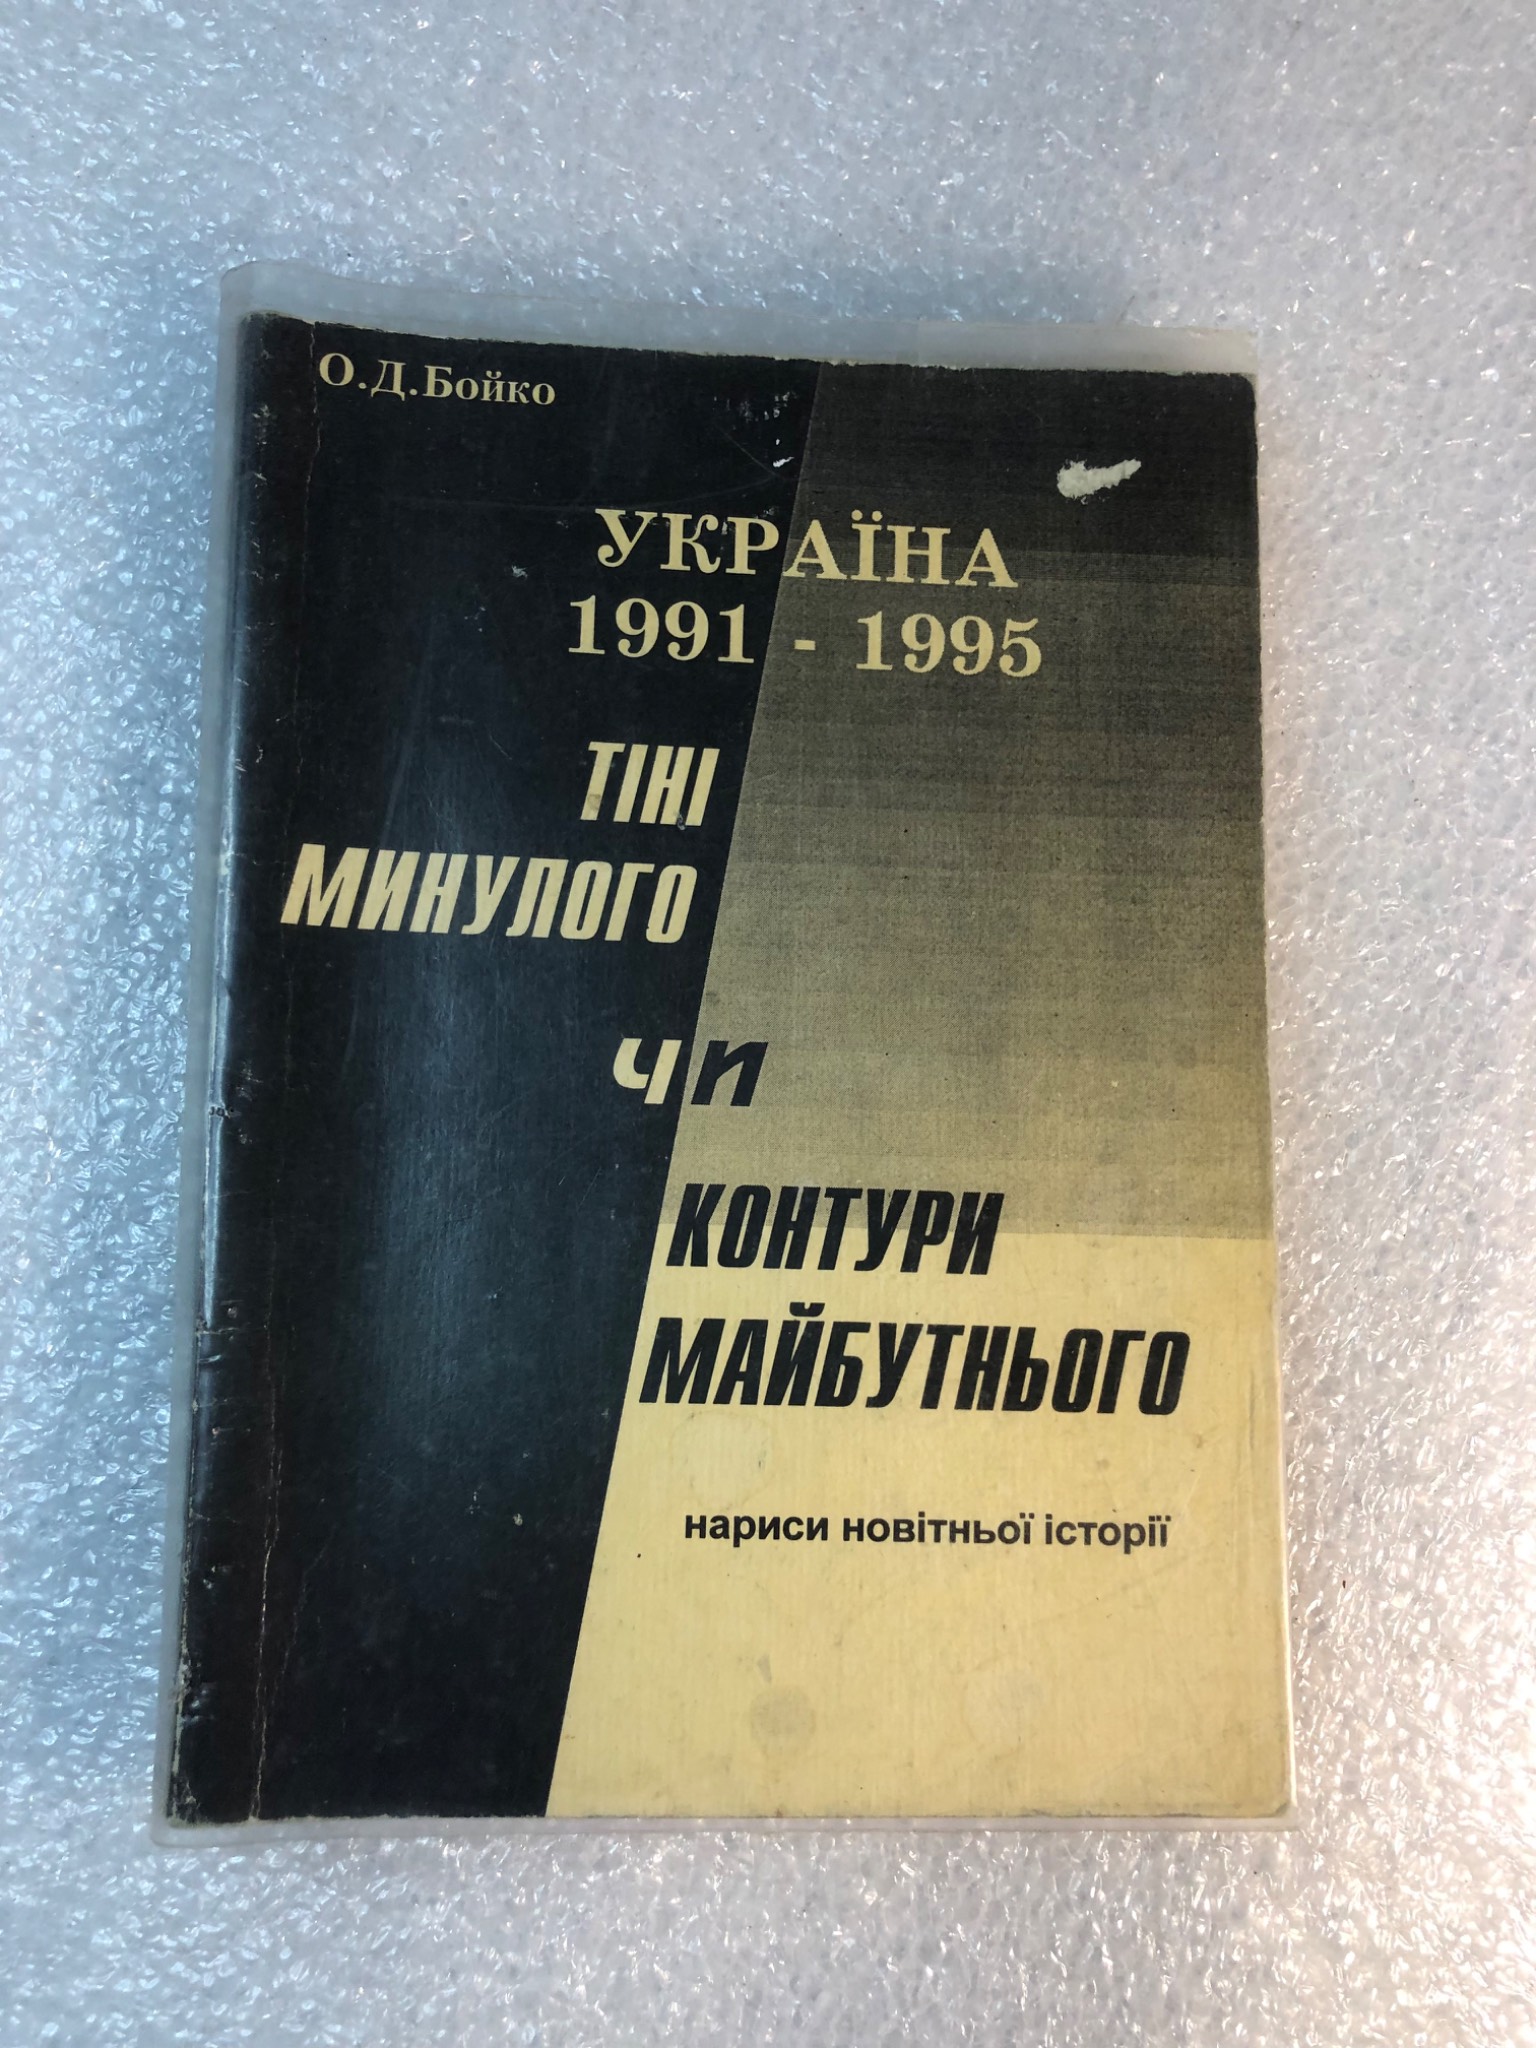 О.Д.Бойко
УКРАЇНА
1991 - 1995
ТІНІ
МИНУЛОГО
ЧИ
КОНТУРИ
МАЙБУТНЬОГО
нариси новітньої історії